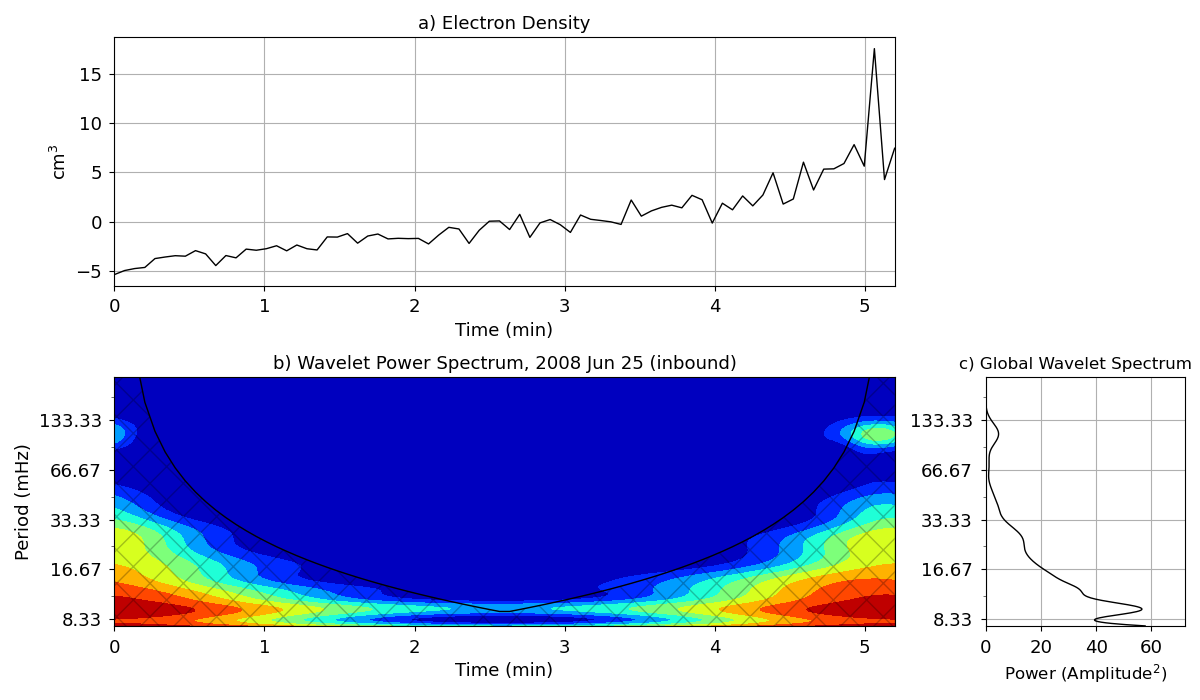 a) Electron Density
15
10
5
0
−5
cm³
0 1 2 3 4 5
Time (min)
b) Wavelet Power Spectrum, 2008 Jun 25 (inbound)
133.33
66.67
33.33
16.67
8.33
Period (mHz)
0 1 2 3 4 5
Time (min)
c) Global Wavelet Spectrum
133.33
66.67
33.33
16.67
8.33
0 20 40 60
Power (Amplitude²)